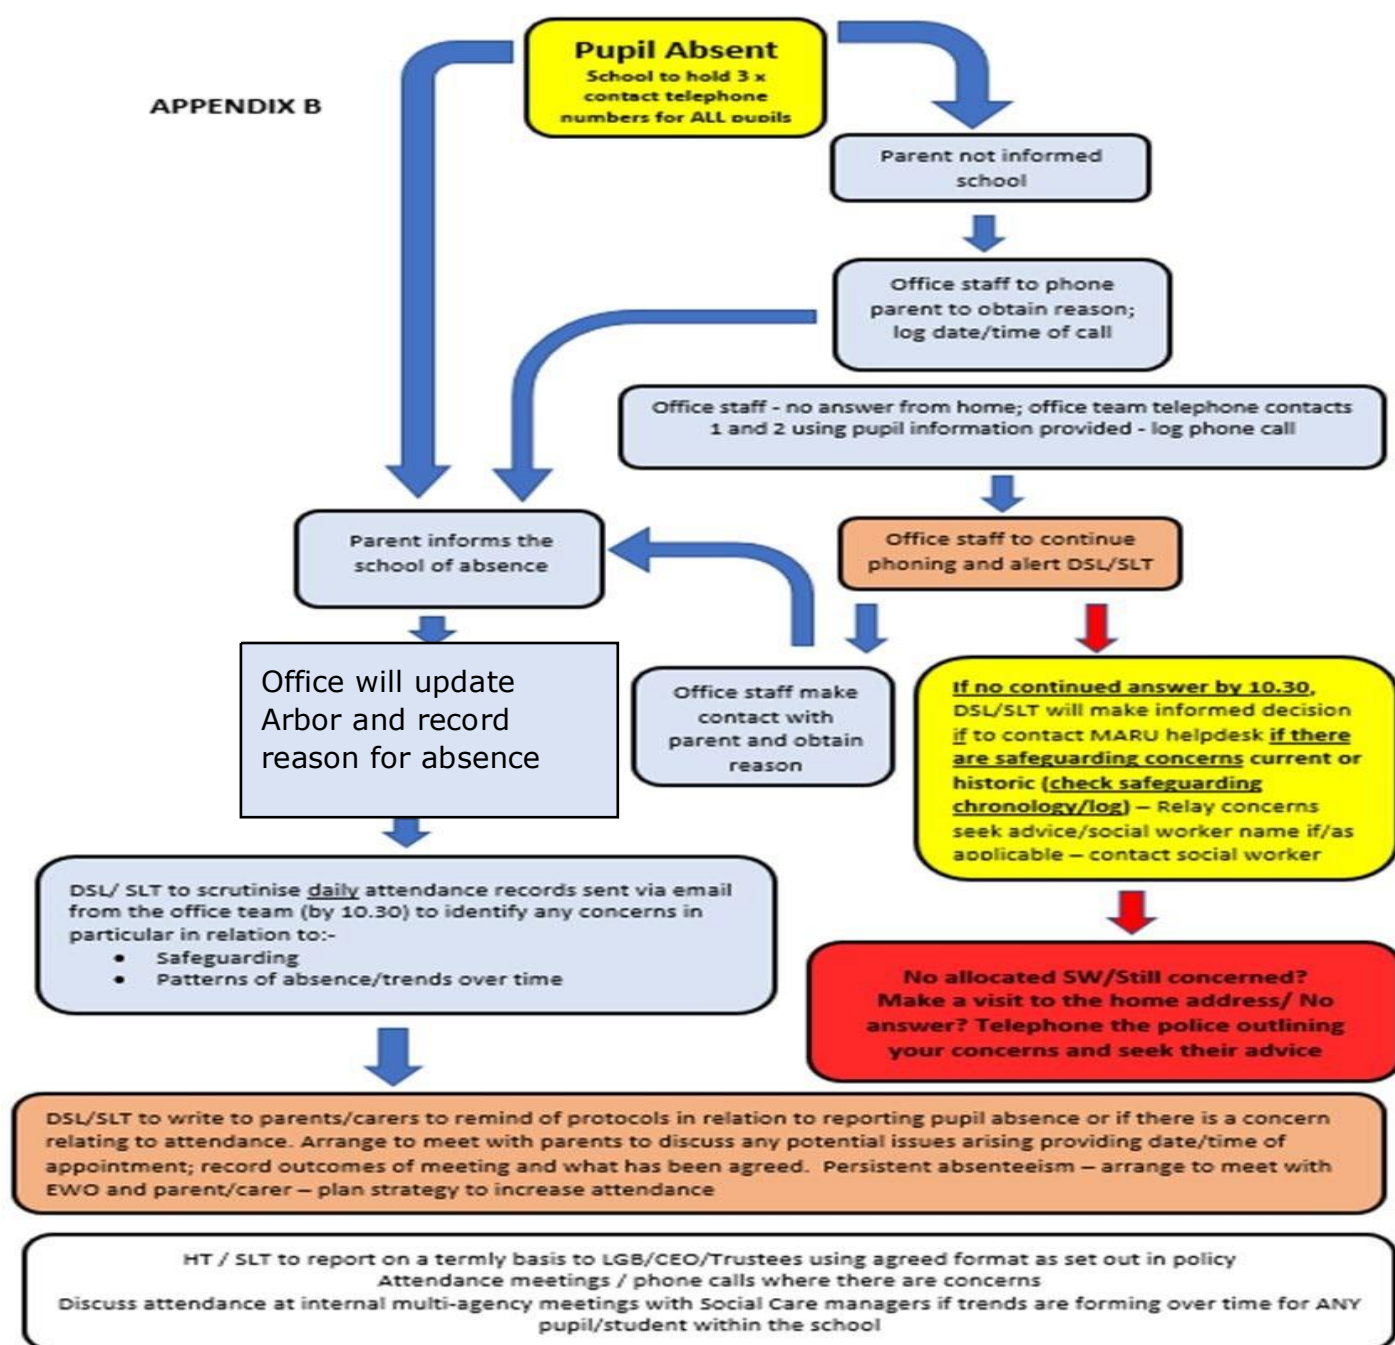 Pupil Absent
School to hold 3 x
contact telephone
numbers for ALL pupils
APPENDIX B
Parent not informed
school
Office staff to phone
parent to obtain reason;
log date/time of call
Office staff - no answer from home; office team telephone contacts
1 and 2 using pupil information provided - log phone call
Parent informs the
school of absence
Office staff to continue
phoning and alert DSL/SLT
Office will update
Arbor and record
reason for absence
Office staff make
contact with
parent and obtain
reason
If no continued answer by 10.30,
DSL/SLT will make informed decision
if to contact MARU helpdesk if there
are safeguarding concerns current or
historic (check safeguarding
chronology/log) – Relay concerns
seek advice/social worker name if/as
applicable – contact social worker
DSL/ SLT to scrutinise daily attendance records sent via email
from the office team (by 10.30) to identify any concerns in
particular in relation to:-
• Safeguarding
• Patterns of absence/trends over time
No allocated SW/Still concerned?
Make a visit to the home address/ No
answer? Telephone the police outlining
your concerns and seek their advice
DSL/SLT to write to parents/carers to remind of protocols in relation to reporting pupil absence or if there is a concern
relating to attendance. Arrange to meet with parents to discuss any potential issues arising providing date/time of
appointment; record outcomes of meeting and what has been agreed.  Persistent absenteeism – arrange to meet with
EWO and parent/carer – plan strategy to increase attendance
HT / SLT to report on a termly basis to LGB/CEO/Trustees using agreed format as set out in policy
Attendance meetings / phone calls where there are concerns
Discuss attendance at internal multi-agency meetings with Social Care managers if trends are forming over time for ANY
pupil/student within the school